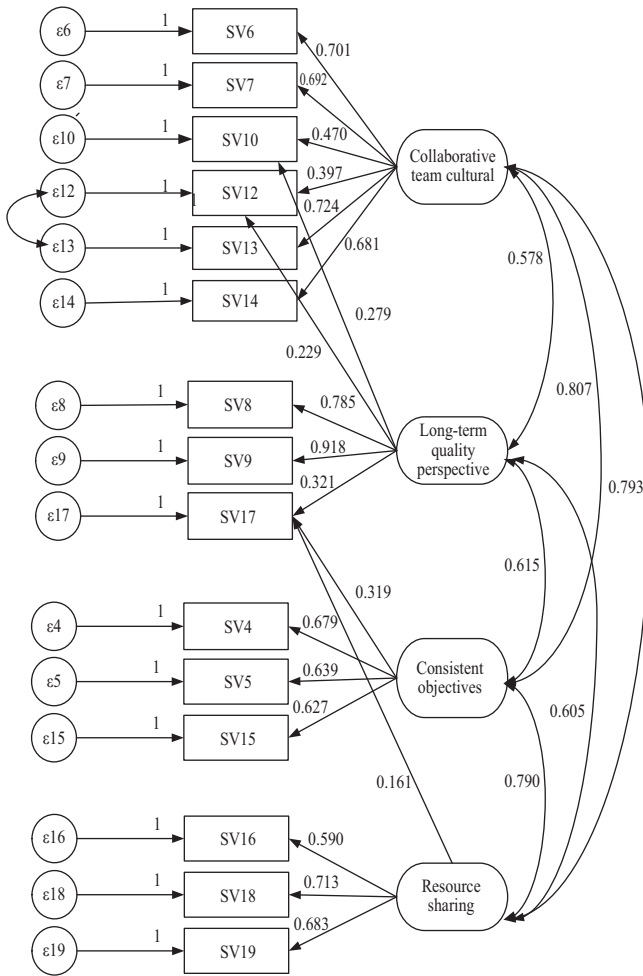 ε6 1 SV6
0.701
ε7 1 SV7 0.692
ε10 1 SV10 0.470
Collaborative
team cultural
ε12 1 1 SV12 0.397
0.724
ε13 1 SV13
0.681
0.578
ε14 1 SV14
0.279
0.229
0.807
ε8 1 SV8 0.785
Long-term
quality
perspective
ε9 1 SV9 0.918
0.321
0.793
ε17 1 SV17
0.615
0.319
ε4 1 SV4 0.679
ε5 1 SV5 0.639
Consistent
objectives
0.627
ε15 1 SV15
0.605
0.790
0.161
ε16 1 SV16 0.590
ε18 1 SV18 0.713
Resource
sharing
0.683
ε19 1 SV19